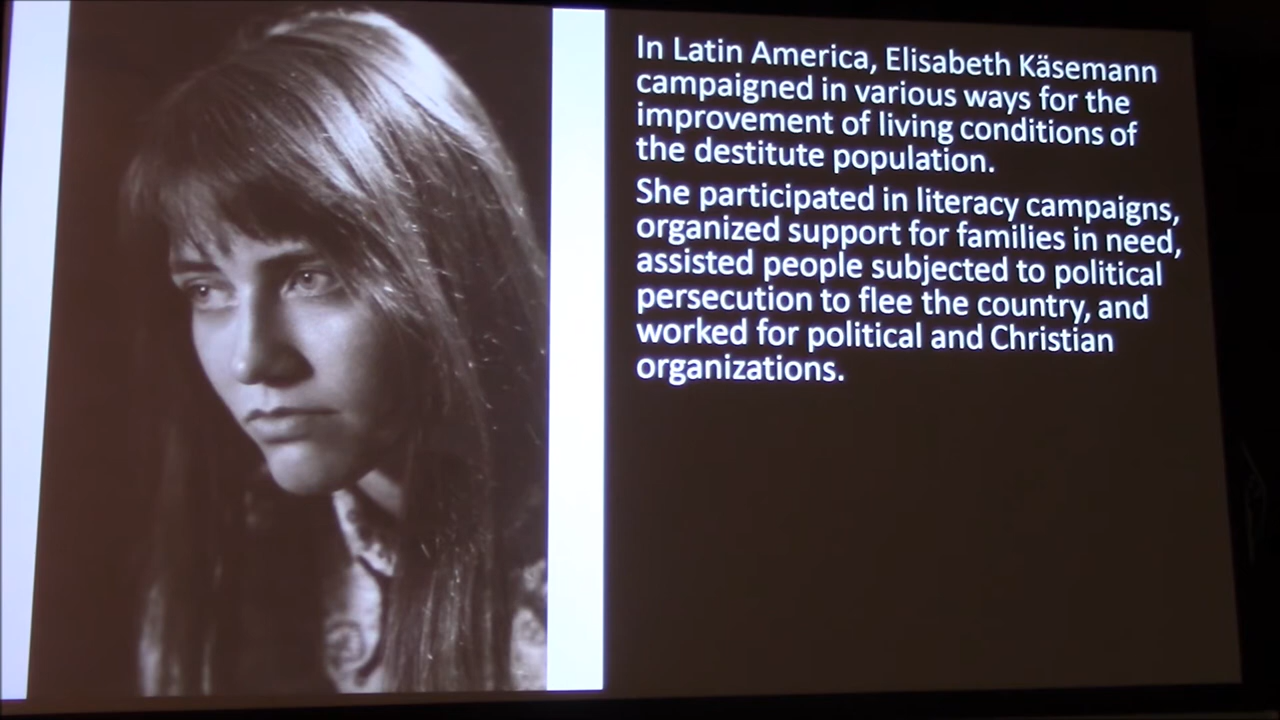 In Latin America, Elisabeth Käsemann
campaigned in various ways for the
improvement of living conditions of
the destitute population.
She participated in literacy campaigns,
organized support for families in need,
assisted people subjected to political
persecution to flee the country, and
worked for political and Christian
organizations.